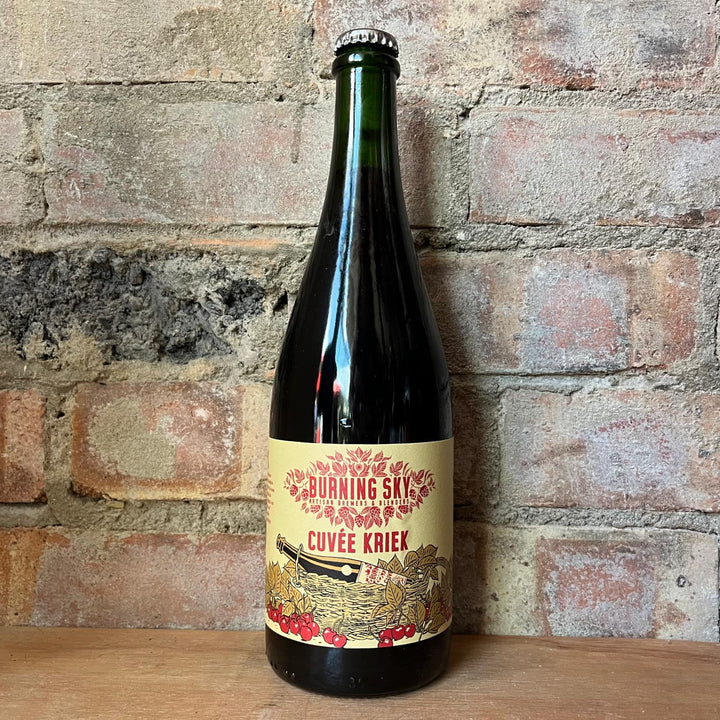 BURNING SKY
ARTISAN BREWERS & BLENDERS
CUVÉE KRIEK